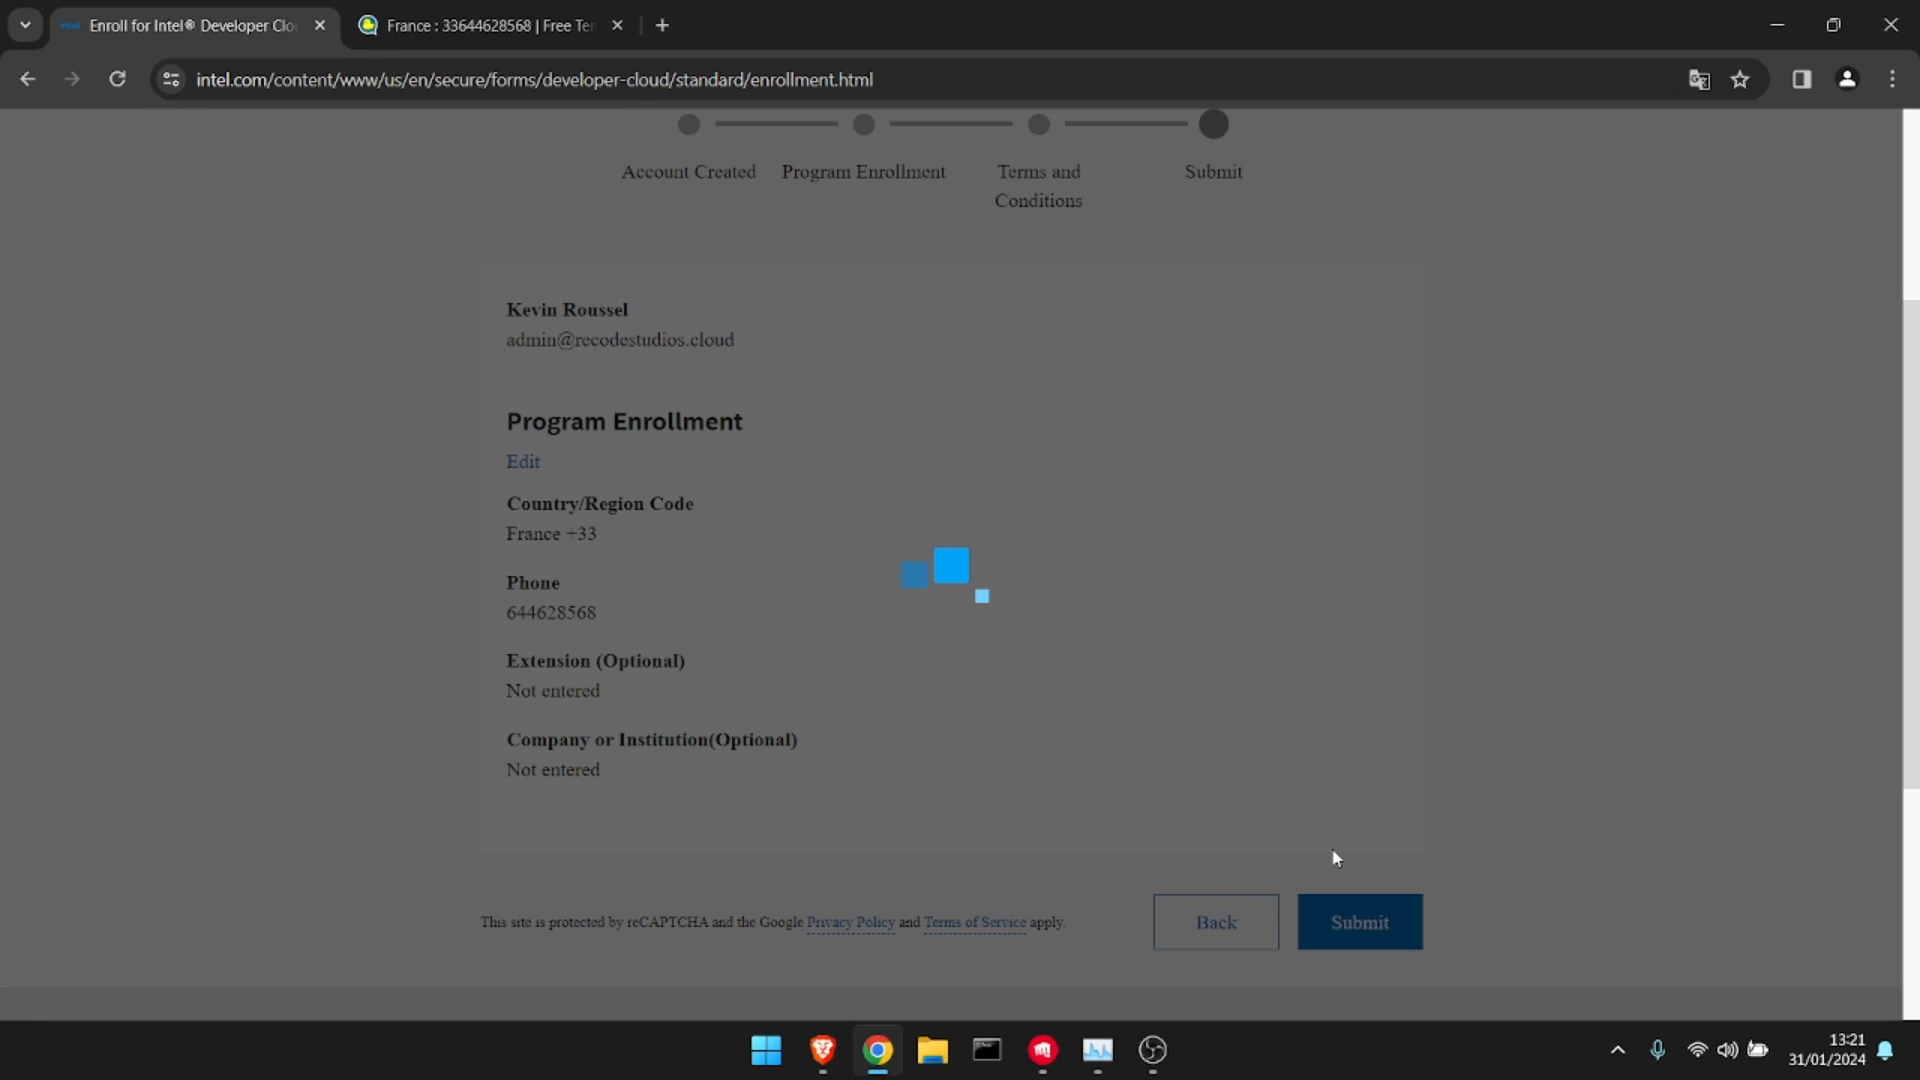 intel
Enroll for Intel® Developer Clo
France : 33644628568 | Free Te
intel.com/content/www/us/en/secure/forms/developer-cloud/standard/enrollment.html
Account Created
Program Enrollment
Terms and
Conditions
Submit
Kevin Roussel
admin@recodestudios.cloud
Program Enrollment
Edit
Country/Region Code
France +33
Phone
644628568
Extension (Optional)
Not entered
Company or Institution(Optional)
Not entered
This site is protected by reCAPTCHA and the Google Privacy Policy and Terms of Service apply.
Back
Submit
13:21
31/01/2024